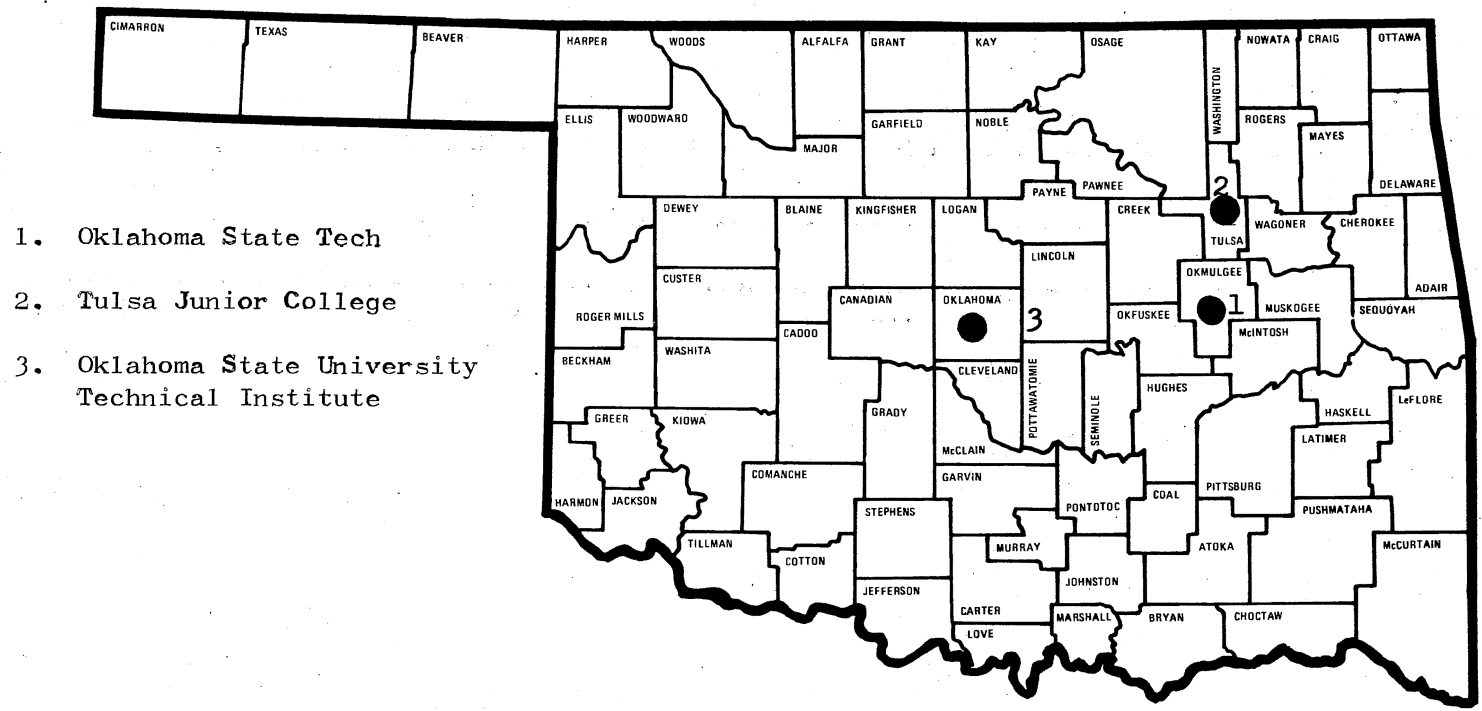 CIMARRON
TEXAS
BEAVER
HARPER
WOODS
ALFALFA
GRANT
KAY
OSAGE
WASHINGTON
NOWATA
CRAIG
OTTAWA
ELLIS
WOODWARD
MAJOR
GARFIELD
NOBLE
ROGERS
MAYES
PAYNE
PAWNEE
DELAWARE
2
DEWEY
BLAINE
KINGFISHER
LOGAN
CREEK
TULSA
WAGONER
CHEROKEE
1. Oklahoma State Tech
LINCOLN
CUSTER
OKMULGEE
ADAIR
2. Tulsa Junior College
CANADIAN
OKLAHOMA
3
OKFUSKEE
1
MUSKOGEE
SEQUOYAH
ROGER MILLS
CADDO
McINTOSH
3. Oklahoma State University
Technical Institute
BECKHAM
WASHITA
CLEVELAND
POTTAWATOMIE
SEMINOLE
HUGHES
LeFLORE
GREER
KIOWA
GRADY
HASKELL
McCLAIN
LATIMER
HARMON
JACKSON
COMANCHE
GARVIN
PONTOTOC
COAL
PITTSBURG
STEPHENS
PUSHMATAHA
TILLMAN
COTTON
MURRAY
ATOKA
McCURTAIN
JEFFERSON
JOHNSTON
CARTER
LOVE
MARSHALL
BRYAN
CHOCTAW